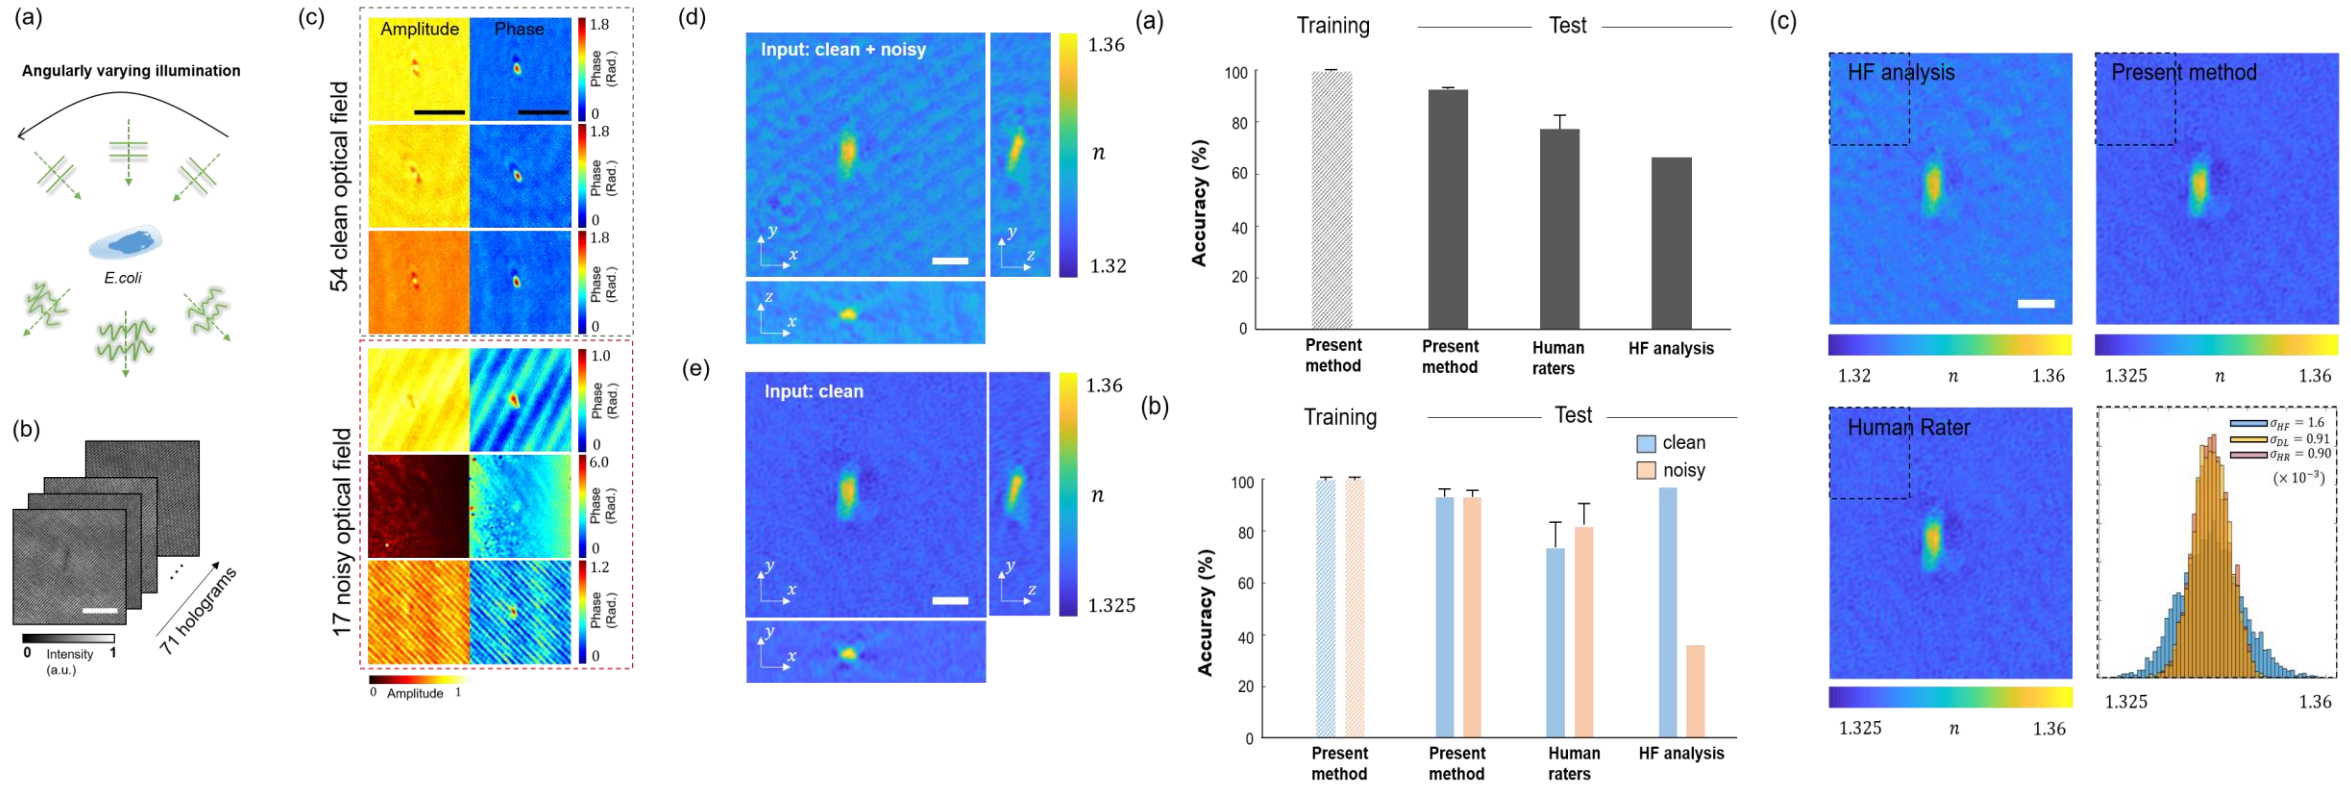 (a)
Angularly varying illumination
E.coli
(b)
0 Intensity 1
(a.u.)
...
71 holograms
(c)
54 clean optical field
17 noisy optical field
Amplitude
Phase
1.8
Phase
(Rad.)
0
1.8
Phase
(Rad.)
0
1.8
Phase
(Rad.)
0
1.0
Phase
(Rad.)
0
6.0
Phase
(Rad.)
0
1.2
Phase
(Rad.)
0
0 Amplitude 1
(d)
Input: clean + noisy
y
x
y
z
z
x
1.36
n
1.32
(e)
Input: clean
y
x
y
z
y
x
1.36
n
1.325
(a)
Training
Test
Accuracy (%)
100
80
60
40
20
0
Present
method
Present
method
Human
raters
HF analysis
(b)
Training
Test
clean
noisy
Accuracy (%)
100
80
60
40
20
0
Present
method
Present
method
Human
raters
HF analysis
(c)
HF analysis
1.32 n 1.36
Present method
1.325 n 1.36
Human Rater
1.325 n 1.36
σHF = 1.6
σDL = 0.91
σHR = 0.90
(× 10⁻³)
1.325 1.36